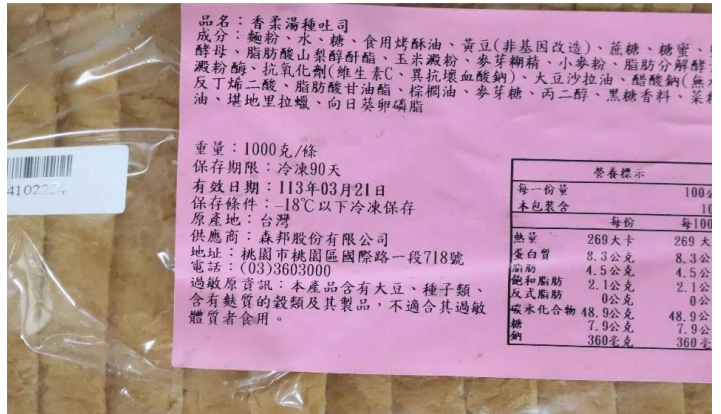 品名：香柔湯種吐司
成分：麵粉、水、糖、食用烤酥油、黃豆(非基因改造)、蔗糖、糖蜜、
酵母、脂肪酸山梨醇酐酯、玉米澱粉、麥芽糊精、小麥粉、脂肪分解酵
澱粉酶、抗氧化劑(維生素C、異抗壞血酸鈉)、大豆沙拉油、醋酸鈉(無水
反丁烯二酸、脂肪酸甘油酯、棕櫚油、麥芽糖、丙二醇、黑糖香料、菜籽
油、堪地里拉蠟、向日葵卵磷脂
重量：1000克/條
保存期限：冷凍90天
有效日期：113年03月21日
保存條件：-18℃以下冷凍保存
原產地：台灣
供應商：森邦股份有限公司
地址：桃園市桃園區國際路一段718號
電話：(03)3603000
過敏原資訊：本產品含有大豆、種子類、
含有麩質的穀類及其製品，不適合其過敏
體質者食用。
營養標示
每一份量 100公
本包裝含 10
每份 每100
熱量 269大卡 269 大
蛋白質 8.3公克 8.3公
脂肪 4.5公克 4.5公
飽和脂肪 2.1公克 2.1公
反式脂肪 0公克 0公
碳水化合物 48.9公克 48.9公
糖 7.9公克 7.9公
鈉 360毫克 360 毫